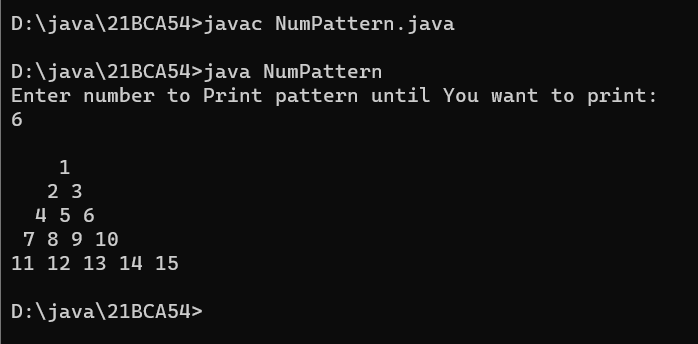 D:\java\21BCA54>javac NumPattern.java
D:\java\21BCA54>java NumPattern
Enter number to Print pattern until You want to print:
6
    1
   2 3
  4 5 6
 7 8 9 10
11 12 13 14 15
D:\java\21BCA54>